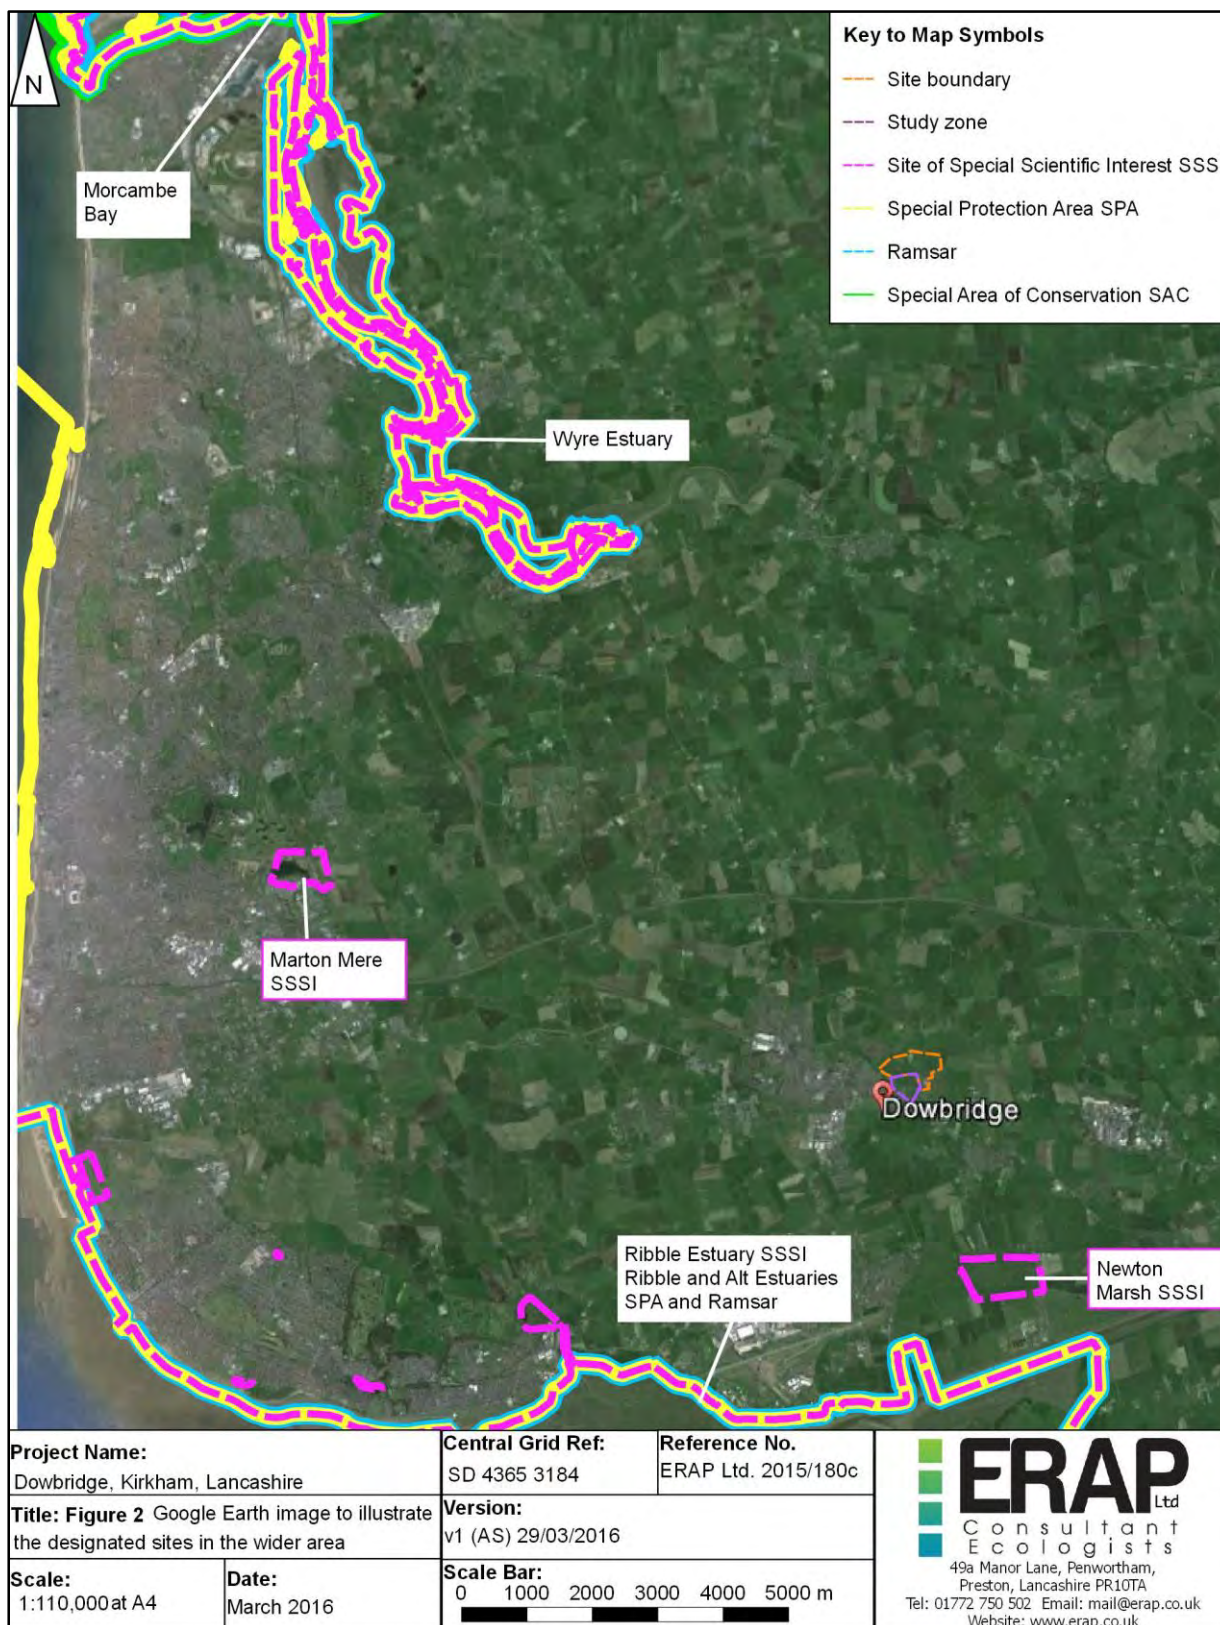 N
Morcambe
Bay
Key to Map Symbols
Site boundary
Study zone
Site of Special Scientific Interest SSS
Special Protection Area SPA
Ramsar
Special Area of Conservation SAC
Wyre Estuary
Marton Mere
SSSI
Dowbridge
Ribble Estuary SSSI
Ribble and Alt Estuaries
SPA and Ramsar
Newton
Marsh SSSI
Project Name:
Dowbridge, Kirkham, Lancashire
Title: Figure 2 Google Earth image to illustrate
the designated sites in the wider area
Scale:
1:110,000 at A4
Date:
March 2016
Central Grid Ref:
SD 4365 3184
Reference No.
ERAP Ltd. 2015/180c
Version:
v1 (AS) 29/03/2016
Scale Bar:
0 1000 2000 3000 4000 5000 m
ERAP Ltd
Consultant
Ecologists
49a Manor Lane, Penwortham,
Preston, Lancashire PR10TA
Tel: 01772 750 502 Email: mail@erap.co.uk
Website: www.erap.co.uk